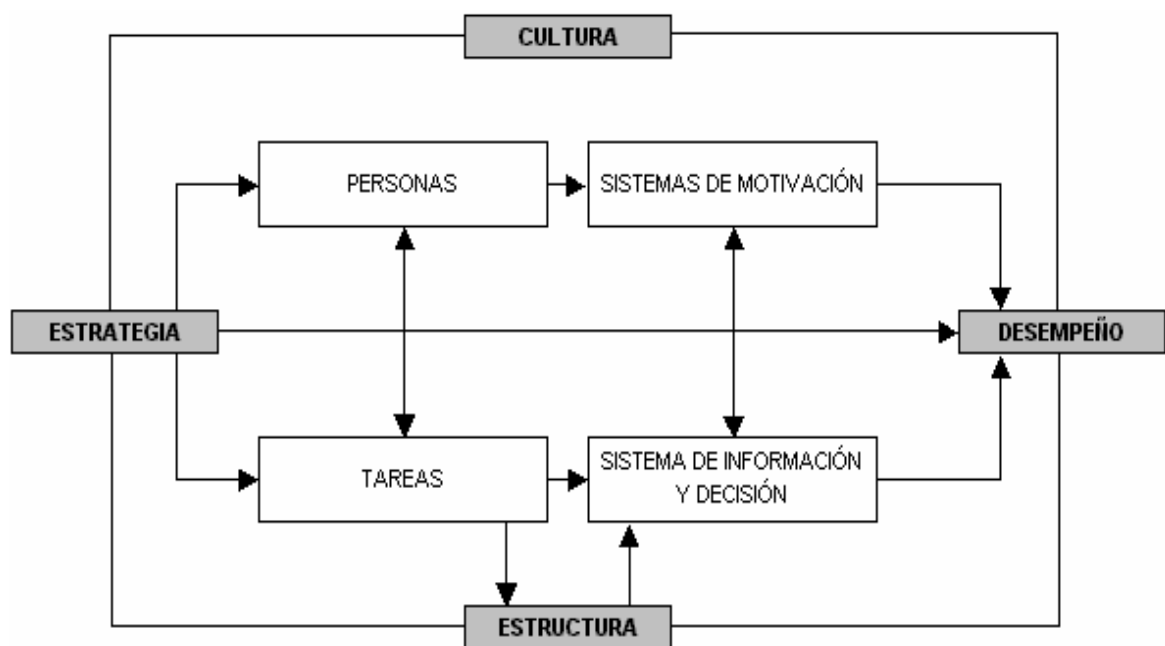 CULTURA
PERSONAS
SISTEMAS DE MOTIVACIÓN
ESTRATEGIA
DESEMPEÑO
TAREAS
SISTEMA DE INFORMACIÓN
Y DECISIÓN
ESTRUCTURA